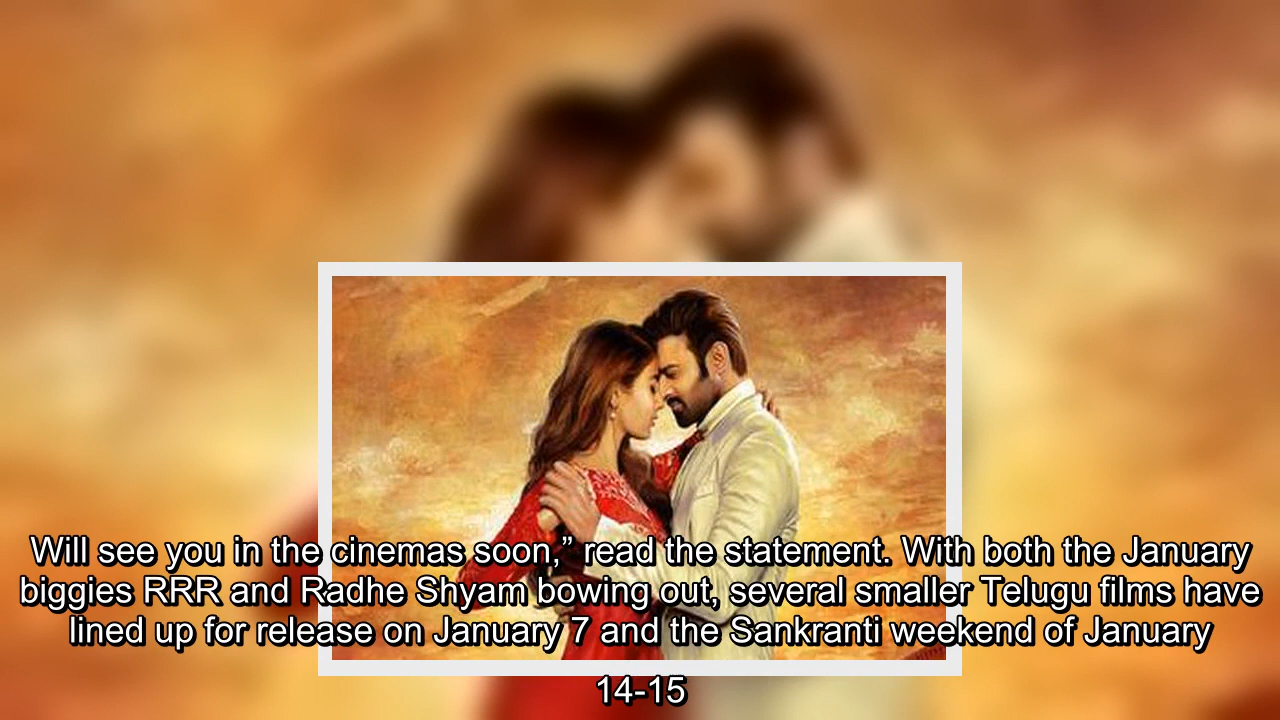 Will see you in the cinemas soon,” read the statement. With both the January
biggies RRR and Radhe Shyam bowing out, several smaller Telugu films have
lined up for release on January 7 and the Sankranti weekend of January
14-15